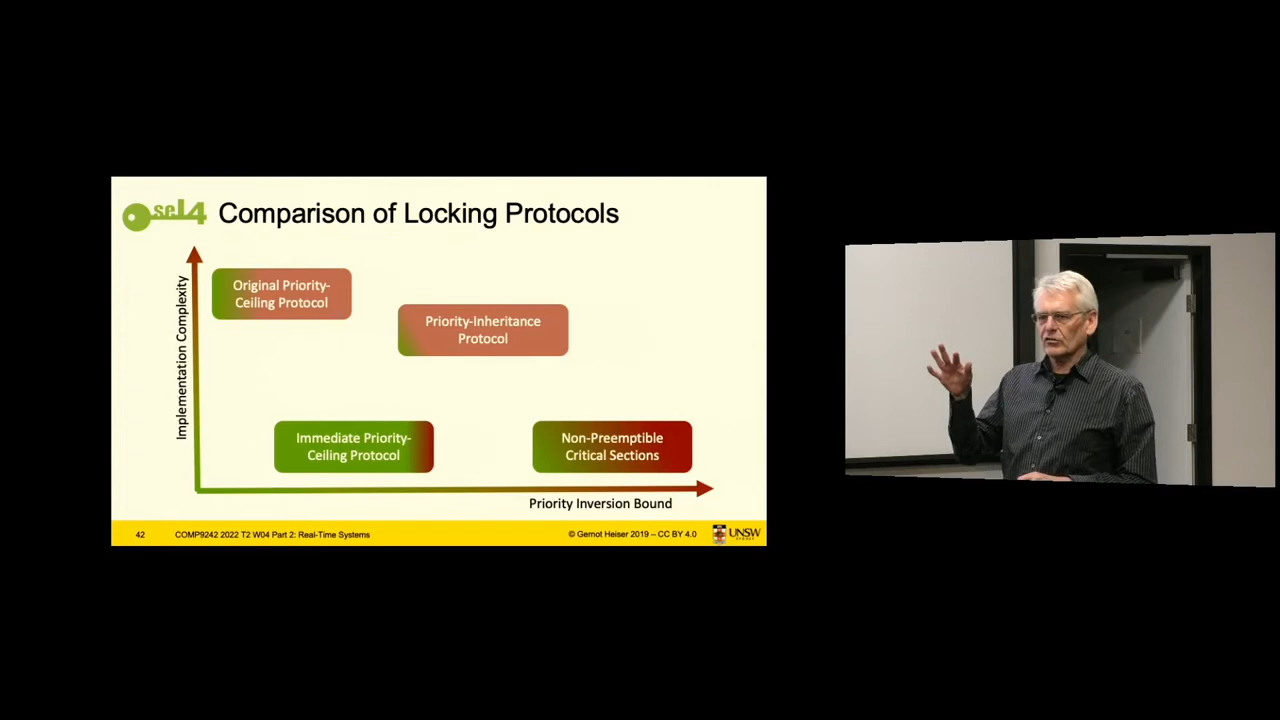 seL4
Comparison of Locking Protocols
Implementation Complexity
Original Priority-
Ceiling Protocol
Priority-Inheritance
Protocol
Immediate Priority-
Ceiling Protocol
Non-Preemptible
Critical Sections
Priority Inversion Bound
42
COMP9242 2022 T2 W04 Part 2: Real-Time Systems
© Gernot Heiser 2019 – CC BY 4.0
UNSW
SYDNEY